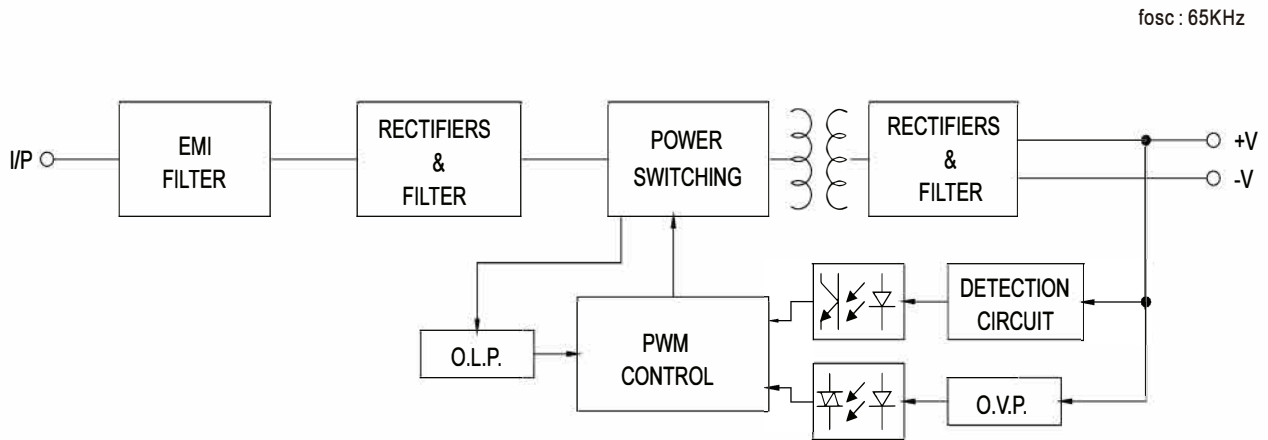 fosc : 65KHz
I/P
EMI
FILTER
RECTIFIERS
&
FILTER
POWER
SWITCHING
RECTIFIERS
&
FILTER
+V
-V
O.L.P.
PWM
CONTROL
DETECTION
CIRCUIT
O.V.P.